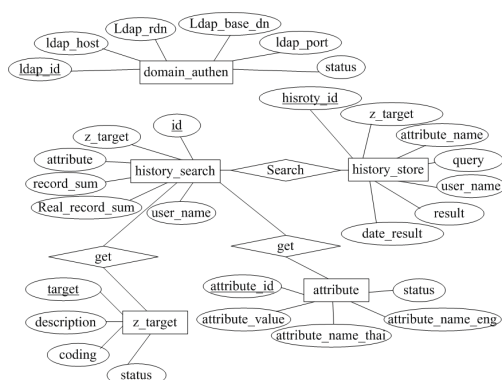 Ldap_rdn
Ldap_base_dn
ldap_host
ldap_port
ldap_id
domain_authen
status
hisroty_id
id
z_target
z_target
attribute_name
attribute
history_search
Search
history_store
query
record_sum
user_name
Real_record_sum
user_name
result
date_result
get
get
target
attribute_id
attribute
status
description
z_target
attribute_value
attribute_name_eng
attribute_name_thai
coding
status